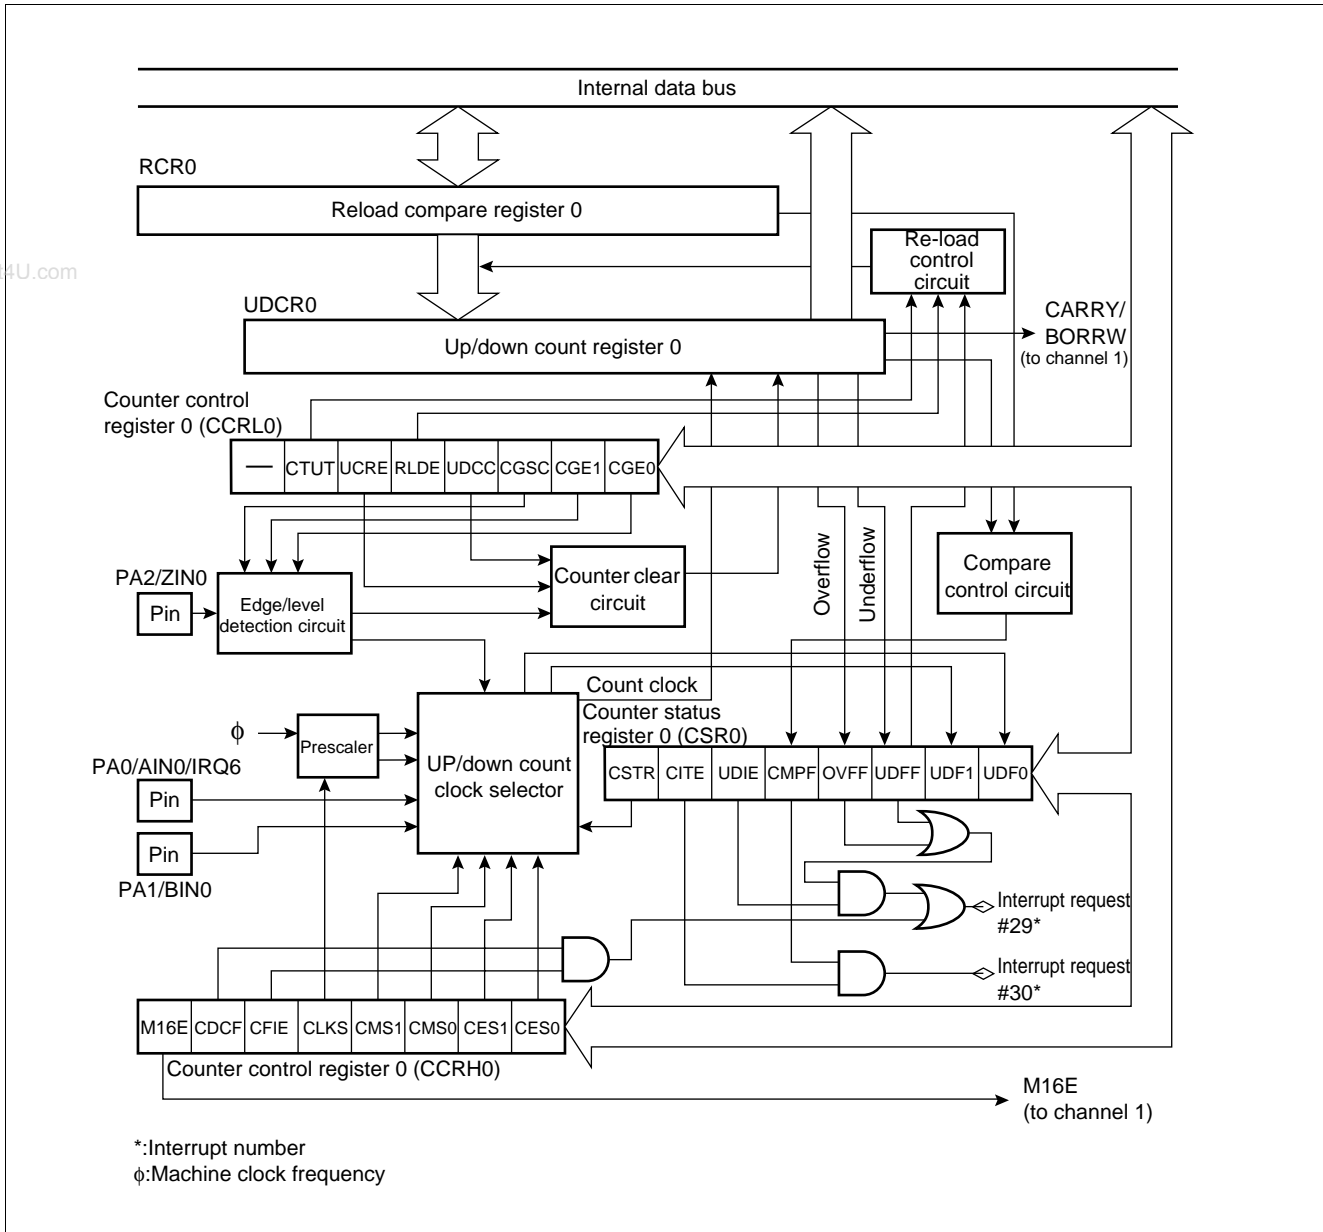 Internal data bus
RCR0
Reload compare register 0
Re-load
control
circuit
t4U.com
UDCR0
Up/down count register 0
CARRY/
BORRW
(to channel 1)
Counter control
register 0 (CCRL0)
— CTUT UCRE RLDE UDCC CGSC CGE1 CGE0
Overflow
Underflow
Compare
control circuit
Counter clear
circuit
PA2/ZIN0
Pin
Edge/level
detection circuit
Count clock
Counter status
register 0 (CSR0)
ϕ
Prescaler
UP/down count
clock selector
CSTR CITE UDIE CMPF OVFF UDFF UDF1 UDF0
PA0/AIN0/IRQ6
Pin
Pin
PA1/BIN0
Interrupt request
#29*
Interrupt request
#30*
M16E CDCF CFIE CLKS CMS1 CMS0 CES1 CES0
Counter control register 0 (CCRH0)
M16E
(to channel 1)
*:Interrupt number
ϕ:Machine clock frequency